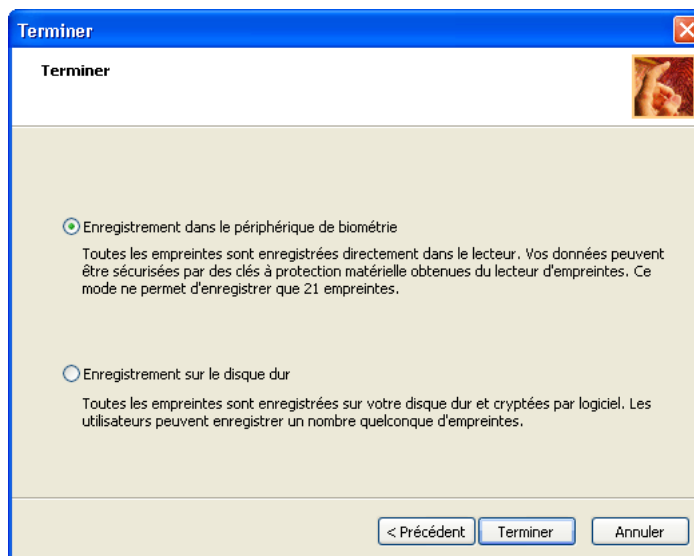 Terminer
Terminer
Enregistrement dans le périphérique de biométrie
Toutes les empreintes sont enregistrées directement dans le lecteur. Vos données peuvent
être sécurisées par des clés à protection matérielle obtenues du lecteur d'empreintes. Ce
mode ne permet d'enregistrer que 21 empreintes.
Enregistrement sur le disque dur
Toutes les empreintes sont enregistrées sur votre disque dur et cryptées par logiciel. Les
utilisateurs peuvent enregistrer un nombre quelconque d'empreintes.
< Précédent Terminer Annuler